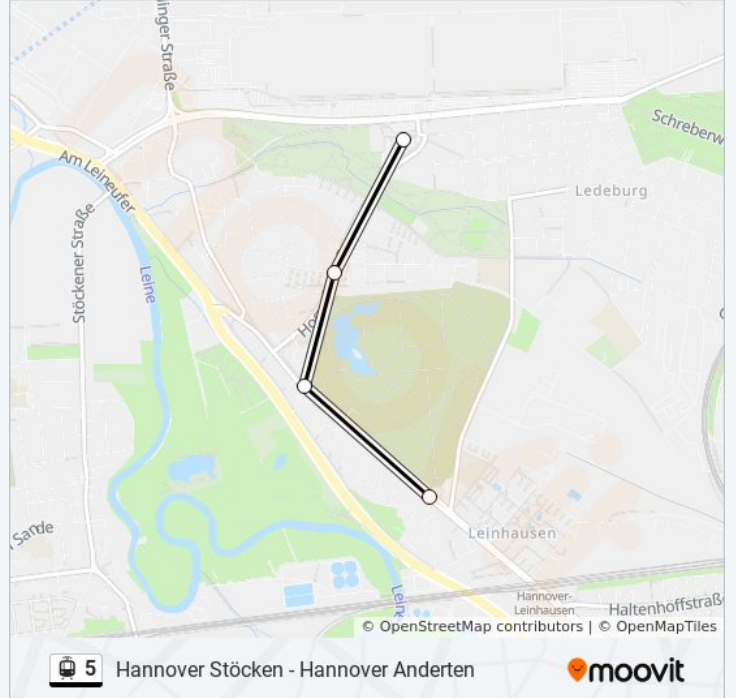 inger Straße
Schreberw
Am Leineufer
Ledeburg
Stöckener Straße
Leine
Ho
Sande
Leinhausen
Hannover-
Leinhausen
Haltenhoffstraß
Leine
© OpenStreetMap contributors | © OpenMapTiles
5 Hannover Stöcken - Hannover Anderten
moovit